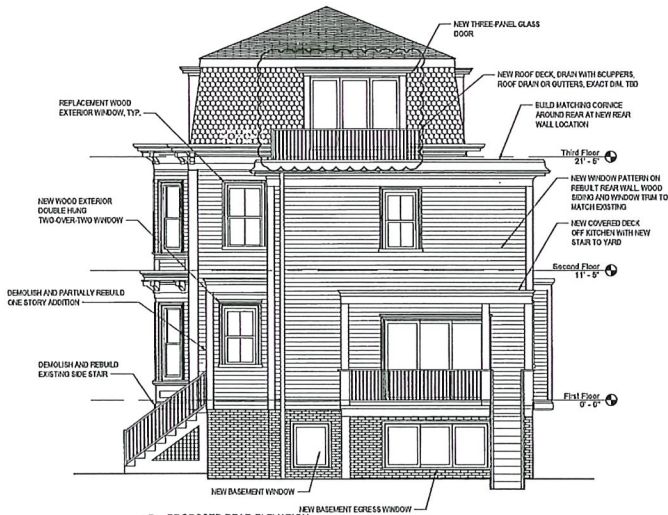 NEW THREE-PANEL GLASS
DOOR
NEW ROOF DECK, DRAIN WITH SCUPPERS,
ROOF DRAIN OR GUTTERS, EXACT DIM. TBD
REPLACEMENT WOOD
EXTERIOR WINDOW, TYP.
BUILD MATCHING CORNICE
AROUND REAR AT NEW REAR
WALL LOCATION
Third Floor
21' - 6"
NEW WINDOW PATTERN ON
REBUILT REAR WALL. WOOD
SIDING AND WINDOW TRIM TO
MATCH EXISTING
NEW WOOD EXTERIOR
DOUBLE HUNG
TWO-OVER-TWO WINDOW
NEW COVERED DECK
OFF KITCHEN WITH NEW
STAIR TO YARD
Second Floor
11' - 5"
DEMOLISH AND PARTIALLY REBUILD
ONE STORY ADDITION
DEMOLISH AND REBUILD
EXISTING SIDE STAIR
First Floor
0' - 0"
NEW BASEMENT WINDOW
NEW BASEMENT EGRESS WINDOW
PROPOSED REAR ELEVATION